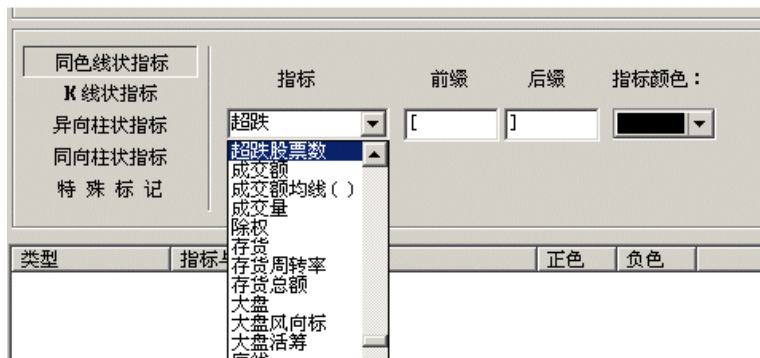 同色线状指标
K 线状指标
异向柱状指标
同向柱状指标
特 殊 标 记
指标 前缀 后缀 指标颜色：
超跌 [ ]
超跌股票数
成交额
成交额均线( )
成交量
除权
存货
存货周转率
存货总额
大盘
大盘风向标
大盘活筹
类型 指标 正色 负色